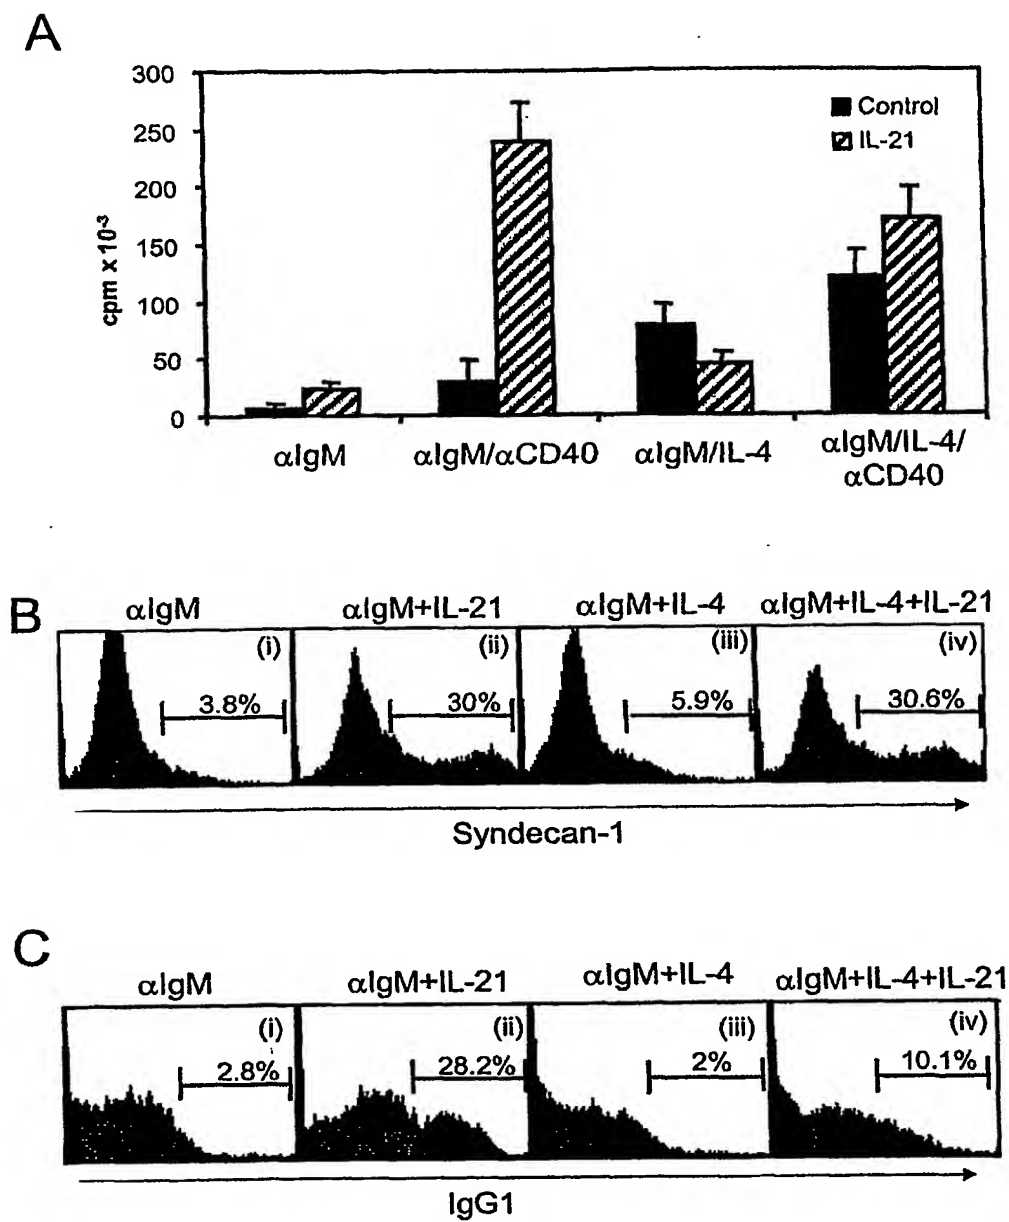 A
300
250
200
150
100
50
0
cpm x 10-3
Control
IL-21
αIgM
αIgM/αCD40
αIgM/IL-4
αIgM/IL-4/
αCD40
B
αIgM
αIgM+IL-21
αIgM+IL-4
αIgM+IL-4+IL-21
(i)
(ii)
(iii)
(iv)
3.8%
30%
5.9%
30.6%
Syndecan-1
C
αIgM
αIgM+IL-21
αIgM+IL-4
αIgM+IL-4+IL-21
(i)
(ii)
(iii)
(iv)
2.8%
28.2%
2%
10.1%
IgG1